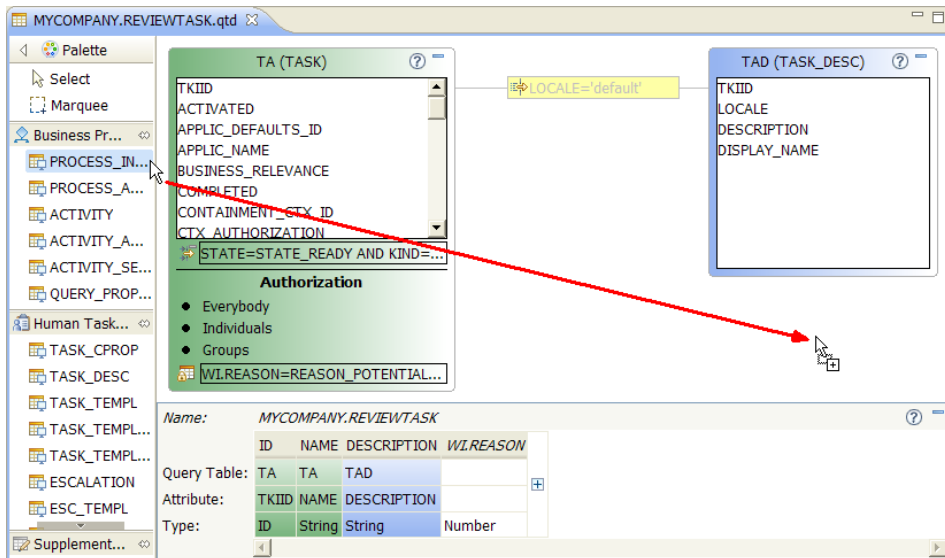 MYCOMPANY.REVIEWTASK.qtd
Palette
Select
Marquee
Business Pr...
PROCESS_IN...
PROCESS_A...
ACTIVITY
ACTIVITY_A...
ACTIVITY_SE...
QUERY_PROP...
Human Task...
TASK_CPROP
TASK_DESC
TASK_TEMPL
TASK_TEMPL...
TASK_TEMPL...
ESCALATION
ESC_TEMPL
Supplement...
TA (TASK)
TKIID
ACTIVATED
APPLIC_DEFAULTS_ID
APPLIC_NAME
BUSINESS_RELEVANCE
COMPLETED
CONTAINMENT_CTX_ID
CTX_AUTHORIZATION
STATE=STATE_READY AND KIND=...
Authorization
Everybody
Individuals
Groups
WI.REASON=REASON_POTENTIAL...
LOCALE='default'
TAD (TASK_DESC)
TKIID
LOCALE
DESCRIPTION
DISPLAY_NAME
Name: MYCOMPANY.REVIEWTASK
ID NAME DESCRIPTION WI.REASON
Query Table: TA TA TAD
Attribute: TKIID NAME DESCRIPTION
Type: ID String String Number